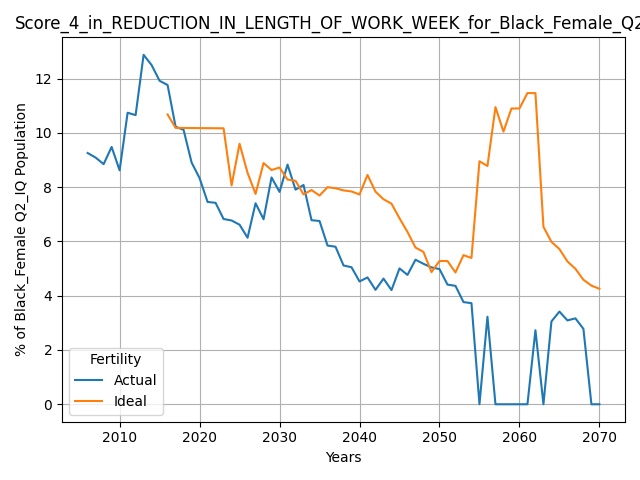 Score_4_in_REDUCTION_IN_LENGTH_OF_WORK_WEEK_for_Black_Female_Q2
% of Black_Female Q2_IQ Population
12
10
8
6
4
2
0
Fertility
Actual
Ideal
2010 2020 2030 2040 2050 2060 2070
Years